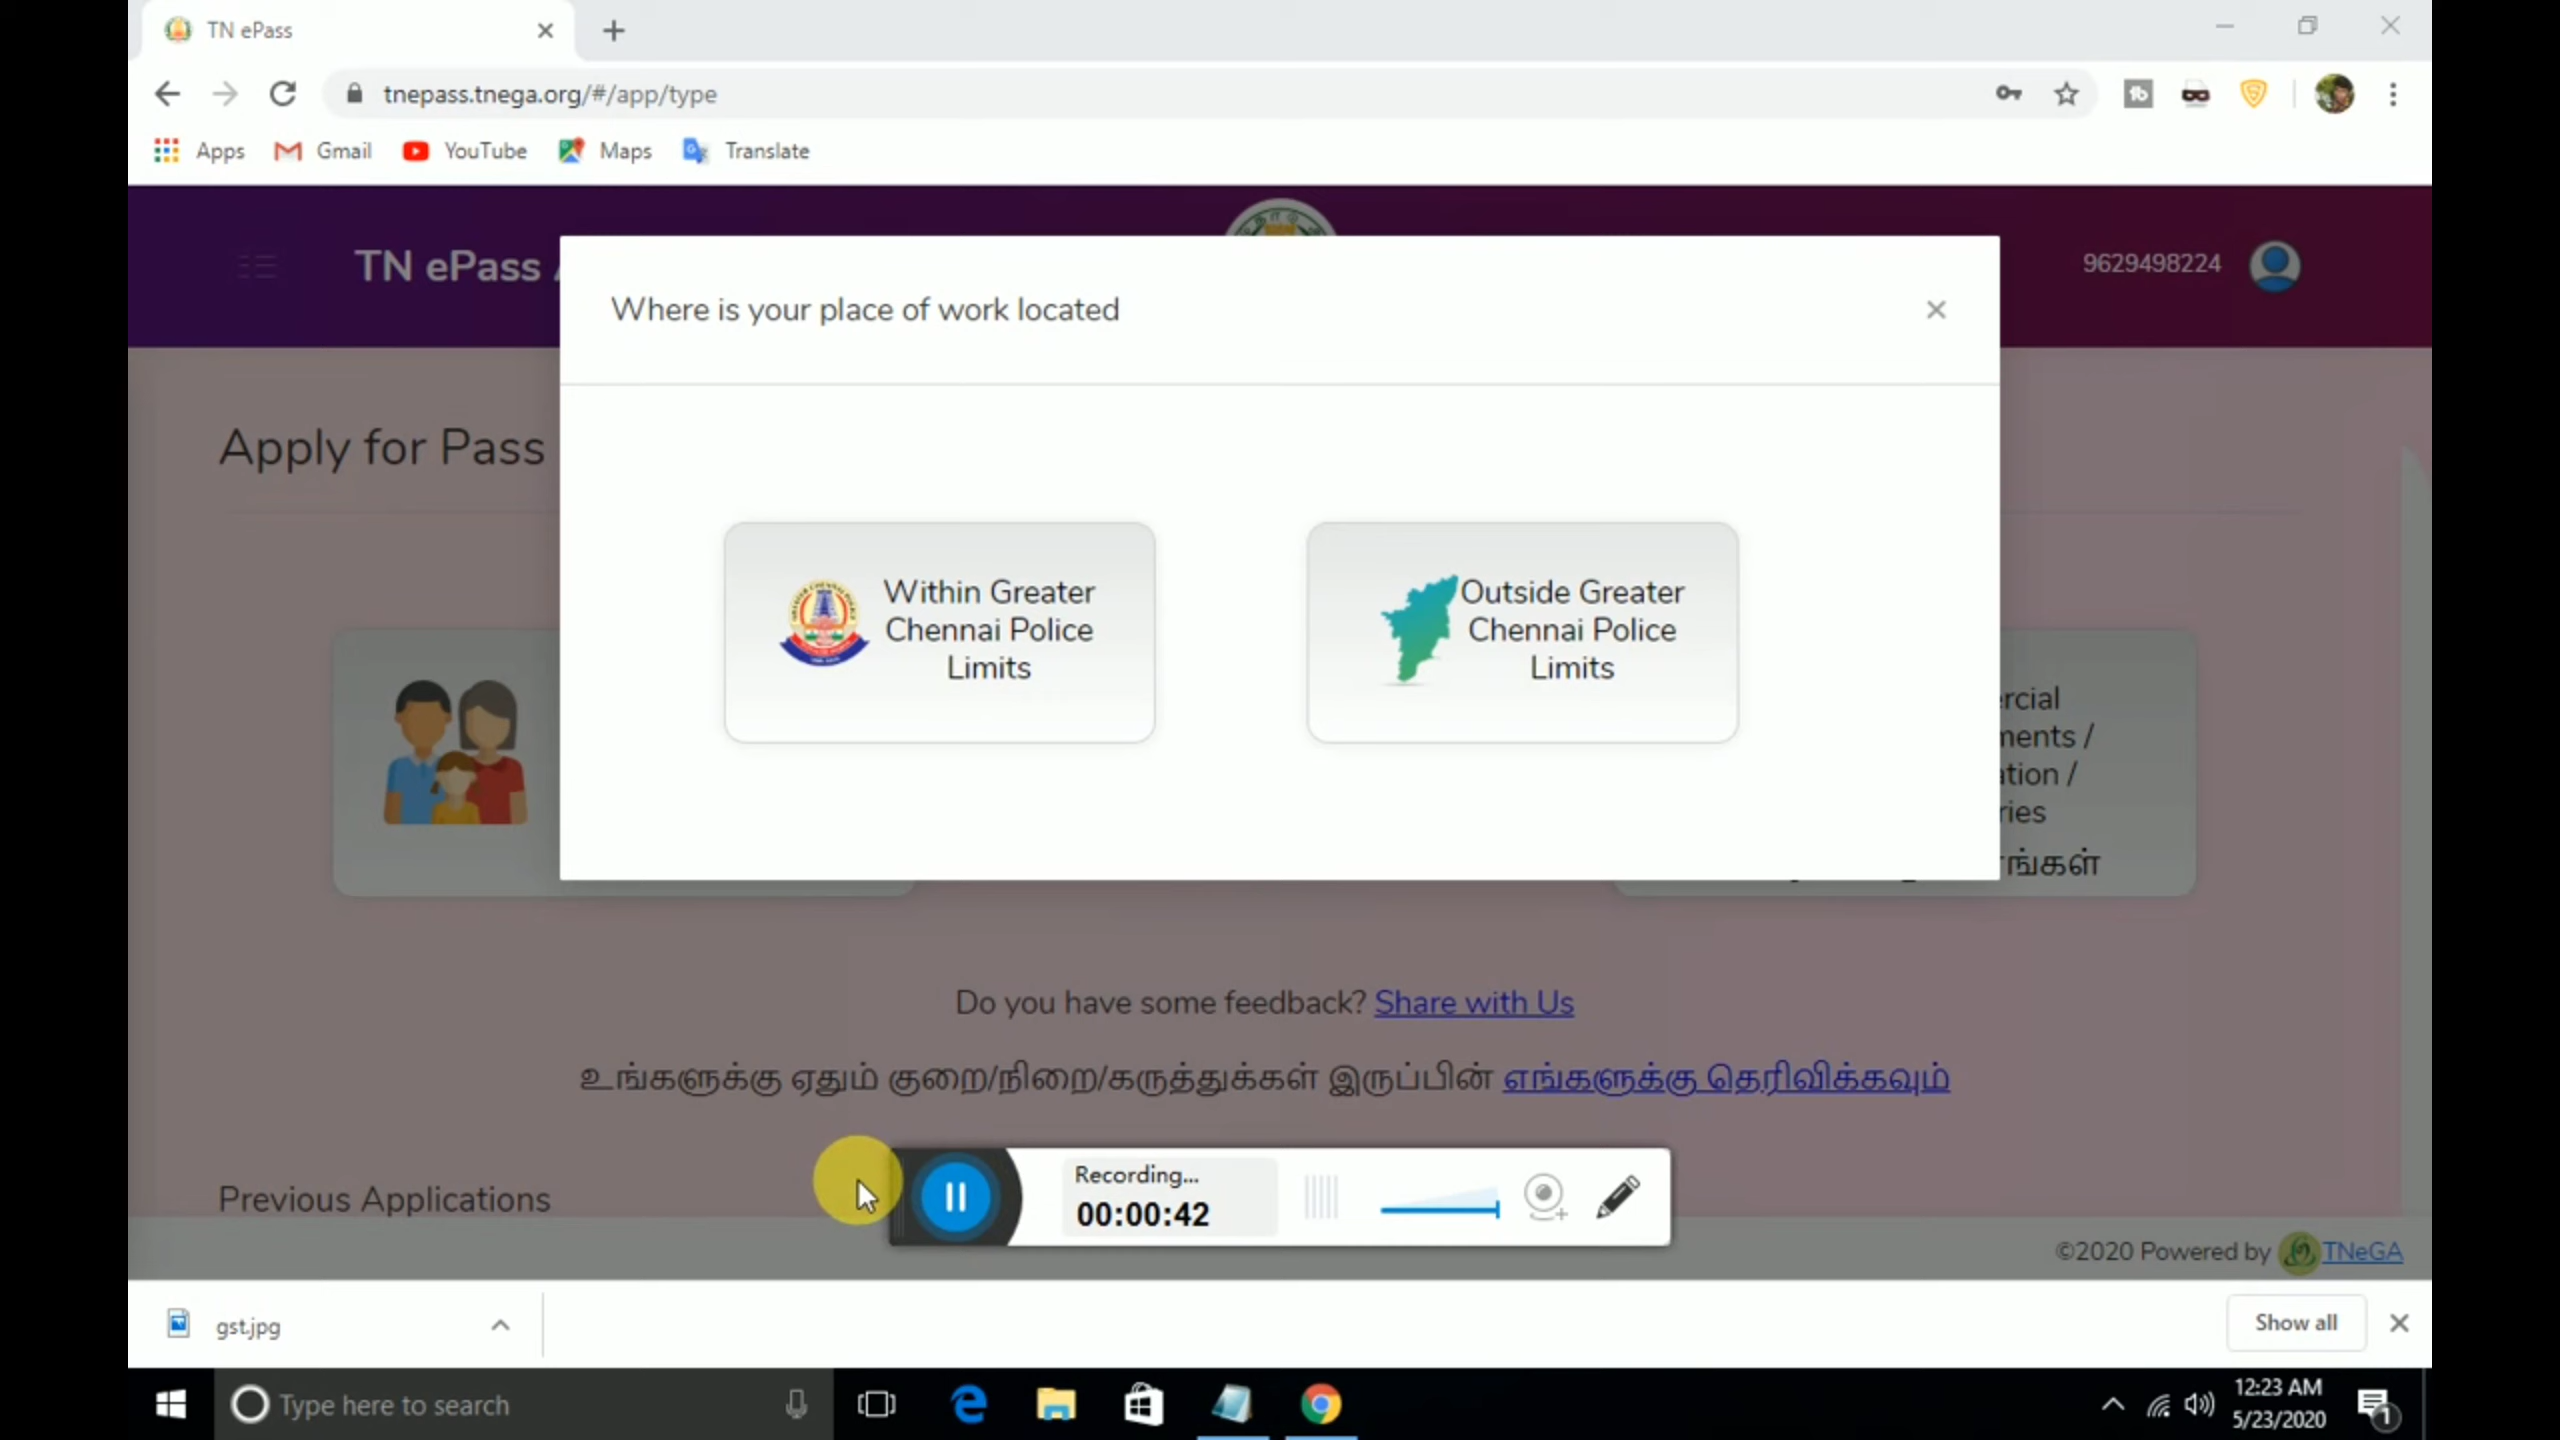 TN ePass
tnepass.tnega.org/#/app/type
Apps
Gmail
YouTube
Maps
Translate
TN ePass
9629498224
Where is your place of work located
Apply for Pass
Within Greater
Chennai Police
Limits
Outside Greater
Chennai Police
Limits
rcial
ments /
ation /
ries
ங்கள்
Do you have some feedback? Share with Us
உங்களுக்கு ஏதும் குறை/நிறை/கருத்துக்கள் இருப்பின் எங்களுக்கு தெரிவிக்கவும்
Recording...
00:00:42
Previous Applications
©2020 Powered by TNeGA
gst.jpg
Show all
Type here to search
12:23 AM
5/23/2020
1